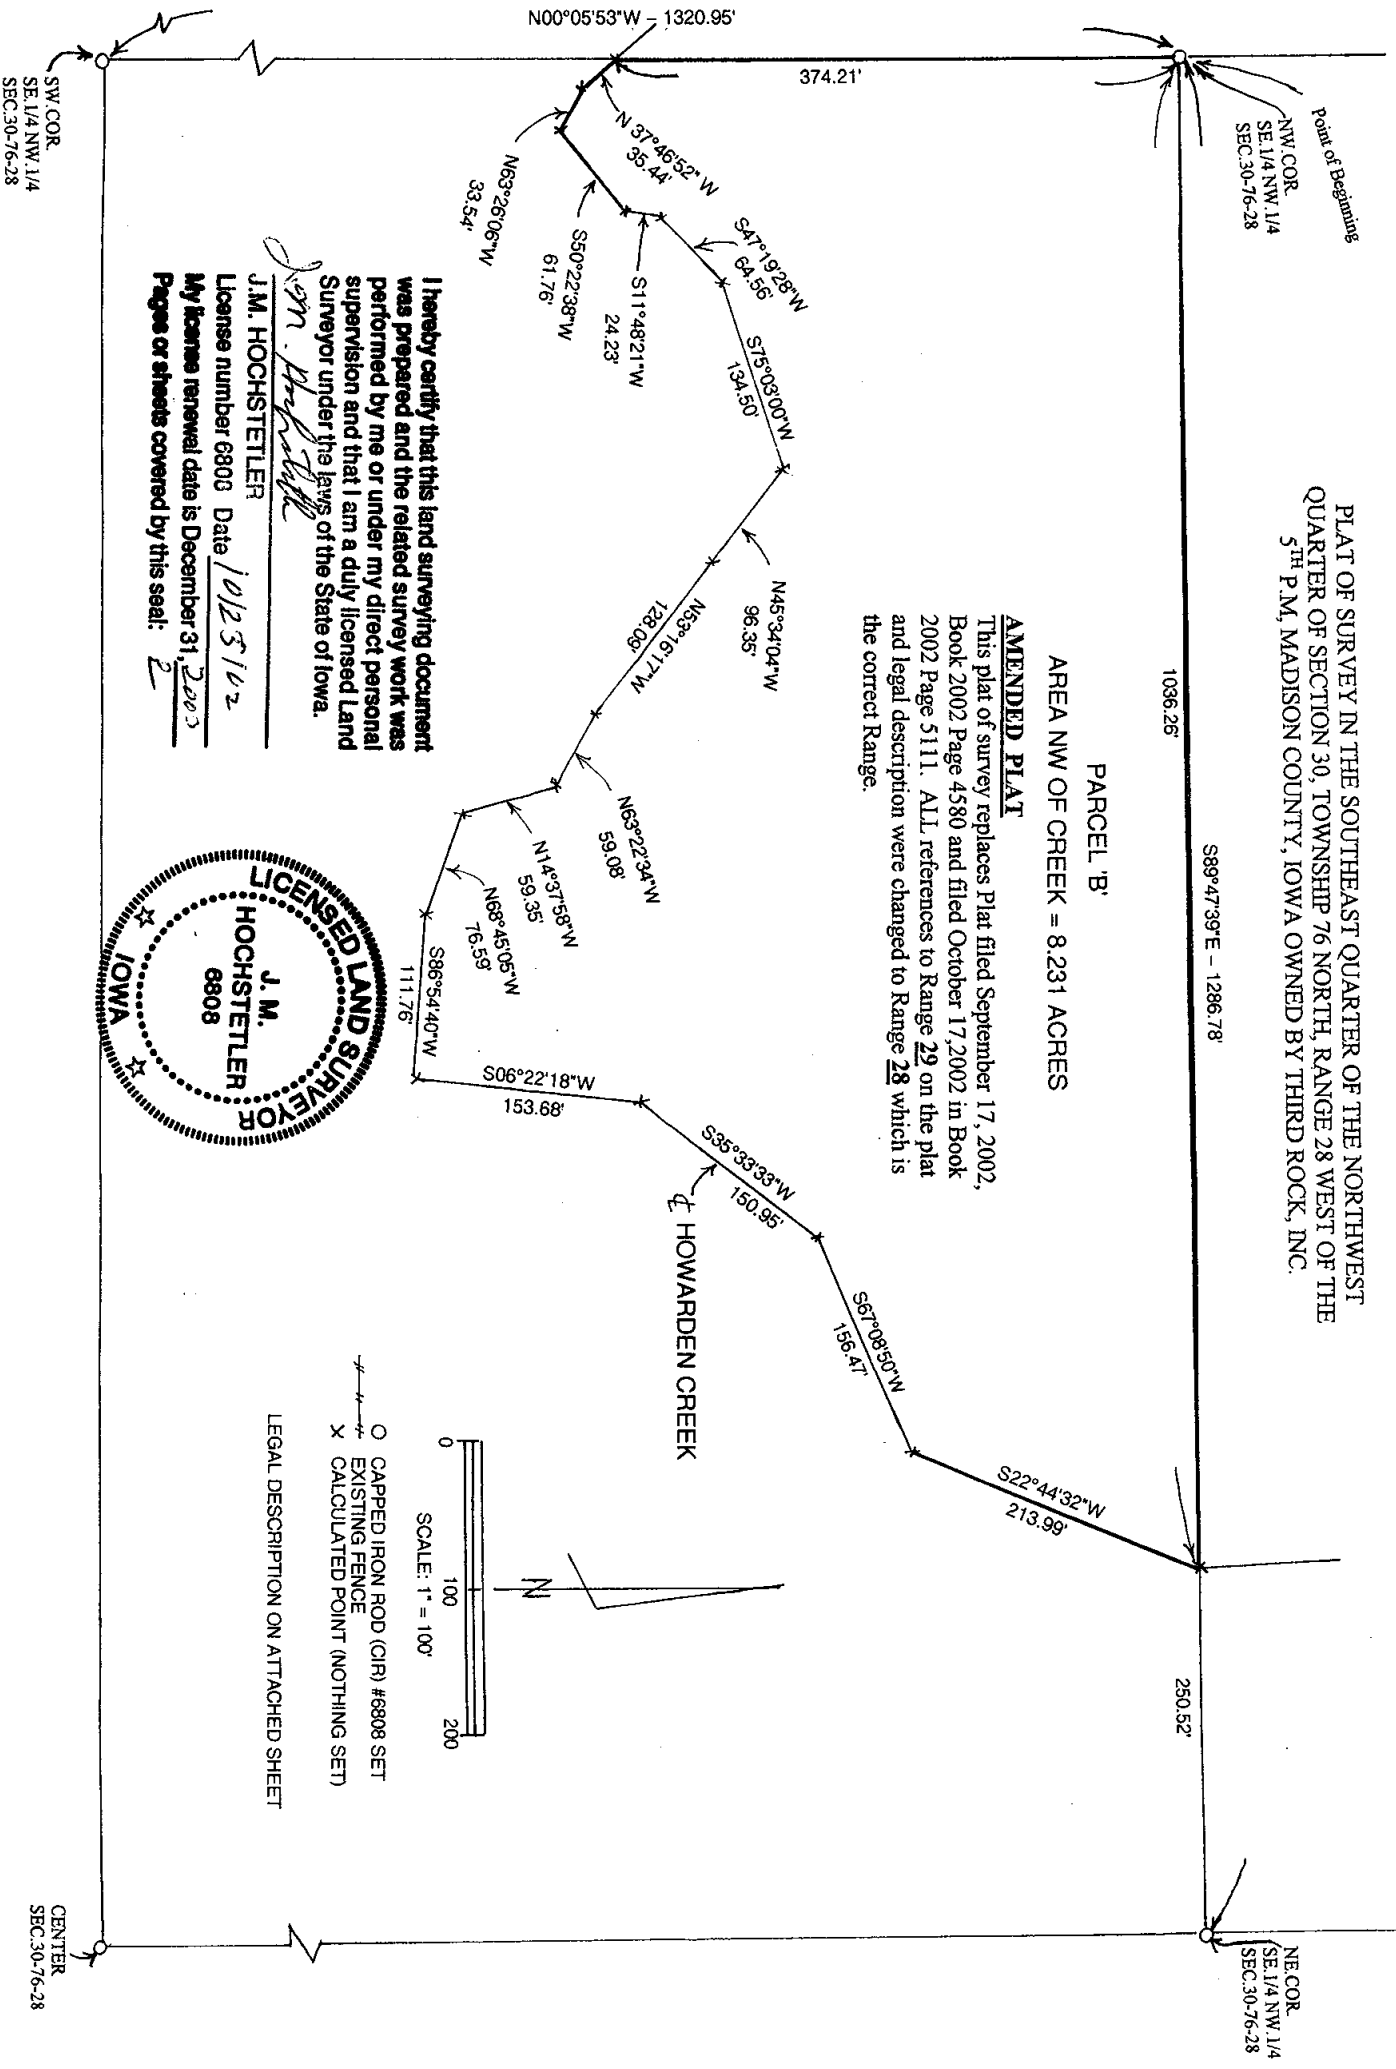 PLAT OF SURVEY IN THE SOUTHEAST QUARTER OF THE NORTHWEST
QUARTER OF SECTION 30, TOWNSHIP 76 NORTH, RANGE 28 WEST OF THE
5TH P.M, MADISON COUNTY, IOWA OWNED BY THIRD ROCK, INC.
Point of Beginning
NW.COR.
SE.1/4 NW.1/4
SEC.30-76-28
NE.COR.
SE.1/4 NW.1/4
SEC.30-76-28
S89°47'39"E – 1286.78'
1036.26'
250.52'
PARCEL 'B'
AREA NW OF CREEK = 8.231 ACRES
AMENDED PLAT
This plat of survey replaces Plat filed September 17, 2002,
Book 2002 Page 4580 and filed October 17,2002 in Book
2002 Page 5111. ALL references to Range 29 on the plat
and legal description were changed to Range 28 which is
the correct Range.
374.21'
N00°05'53"W – 1320.95'
N 37°46'52" W
35.44'
N63°26'06"W
33.54'
S50°22'38"W
61.76'
S11°48'21"W
24.23'
S47°19'28"W
64.56'
S75°03'00"W
134.50'
N45°34'04"W
96.35'
N53°16'17"W
128.09'
N63°22'34"W
59.08'
N14°37'58"W
59.35'
N68°45'05"W
76.59'
S86°54'40"W
111.76'
S06°22'18"W
153.68'
S35°33'33"W
150.95'
S67°08'50"W
156.47'
S22°44'32"W
213.99'
℄ HOWARDEN CREEK
N
0 100 200
SCALE: 1" = 100'
O CAPPED IRON ROD (CIR) #6808 SET
EXISTING FENCE
X CALCULATED POINT (NOTHING SET)
LEGAL DESCRIPTION ON ATTACHED SHEET
I hereby certify that this land surveying document
was prepared and the related survey work was
performed by me or under my direct personal
supervision and that I am a duly licensed Land
Surveyor under the laws of the State of Iowa.
J.M. Hochstetler
J.M. HOCHSTETLER
License number 6808 Date 10/25/02
My license renewal date is December 31, 2003
Pages or sheets covered by this seal: 2
LICENSED LAND SURVEYOR
J. M.
HOCHSTETLER
6808
IOWA
SW.COR.
SE.1/4 NW.1/4
SEC.30-76-28
CENTER
SEC.30-76-28